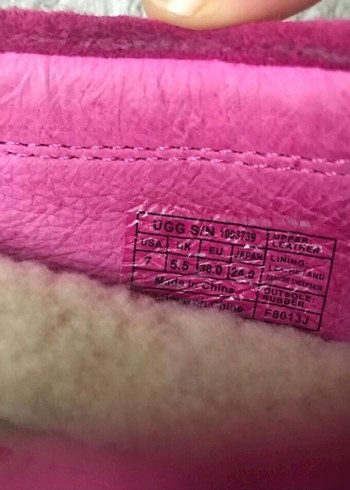 UGG S/N 1003739
USA UK EU JAPAN
7 5.5 38.0 24.0
Made in China
UPPER:
LEATHER
LINING:
OUTSOLE:
RUBBER
F8013J